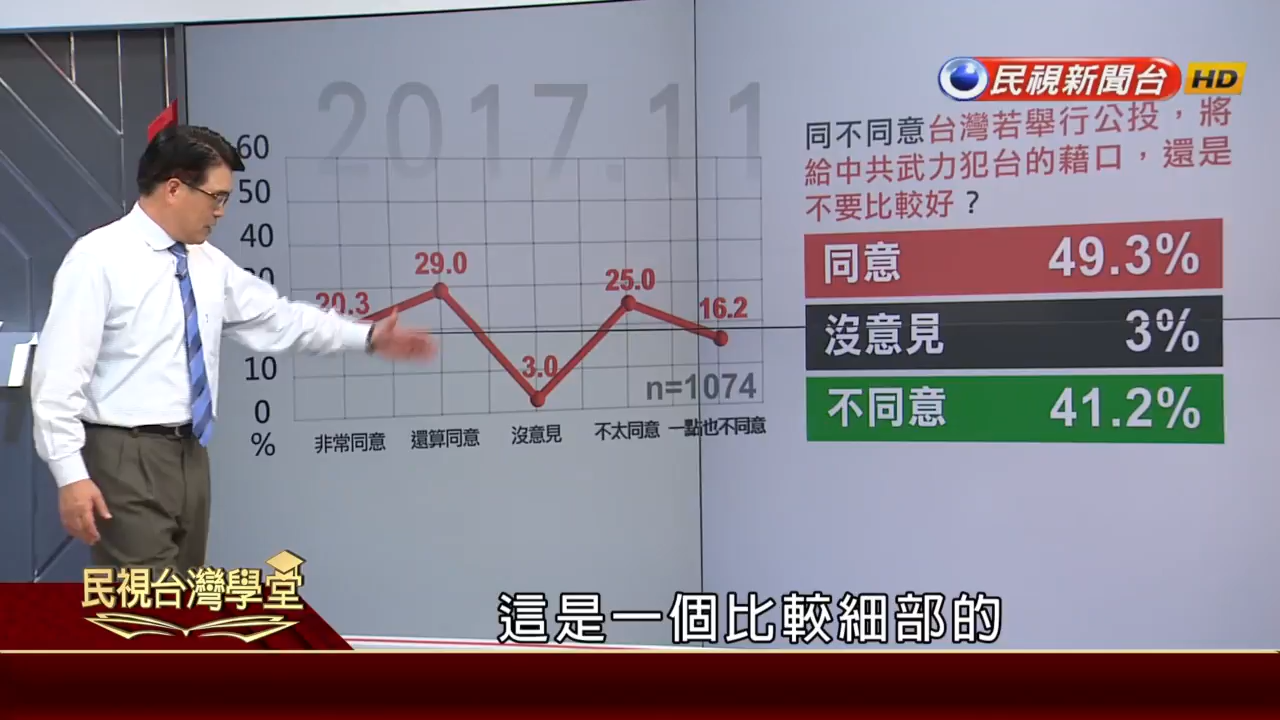 民視新聞台 HD
2017.11
同不同意台灣若舉行公投，將
給中共武力犯台的藉口，還是
不要比較好？
同意 49.3%
沒意見 3%
不同意 41.2%
60
50
40
30
10
0
%
20.3
29.0
3.0
25.0
16.2
n=1074
非常同意
還算同意
沒意見
不太同意
一點也不同意
民視台灣學堂
這是一個比較細部的